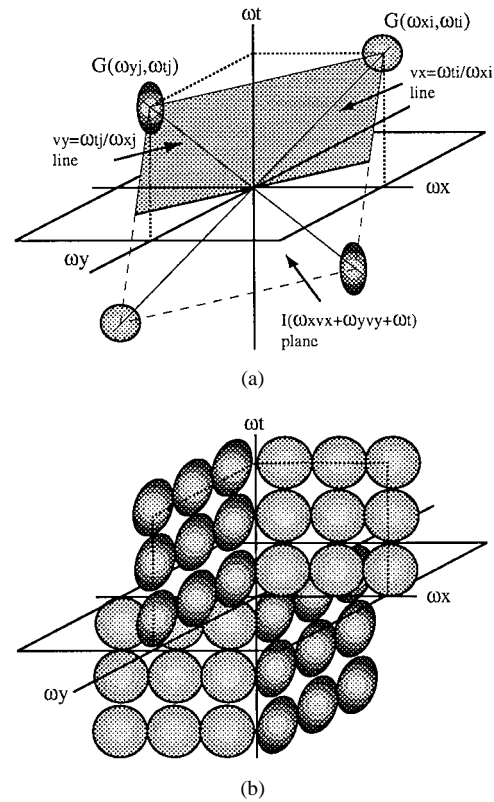 ωt
G(ωxi,ωti)
G(ωyj,ωtj)
vx=ωti/ωxi
line
vy=ωtj/ωxj
line
ωx
ωy
I(ωxvx+ωyvy+ωt)
plane
(a)
ωt
ωx
ωy
(b)